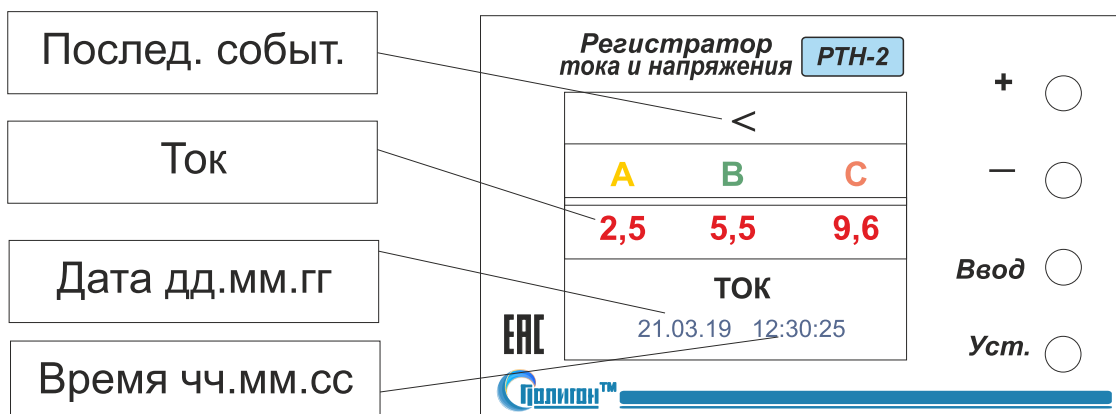 Послед. событ.
Ток
Дата дд.мм.гг
Время чч.мм.сс
Регистратор
тока и напряжения
РТН-2
<
A B C
2,5 5,5 9,6
ТОК
21.03.19 12:30:25
+
—
Ввод
Уст.
EAC
Полигон™